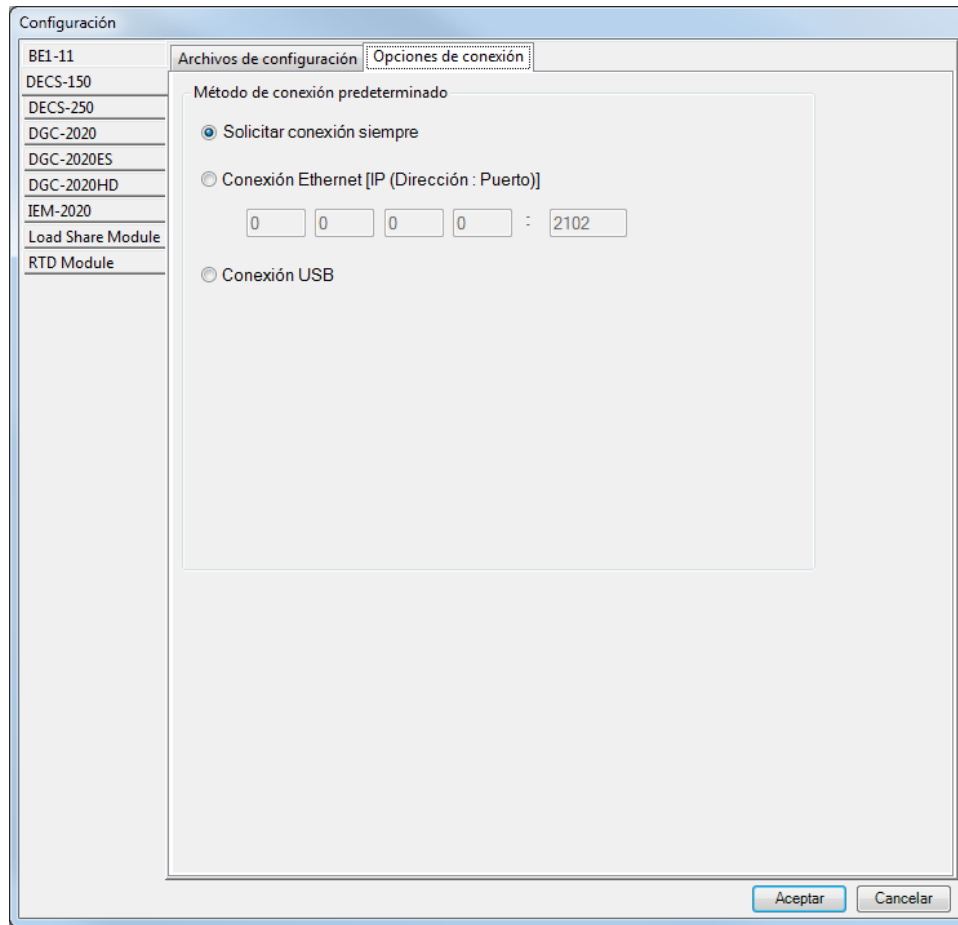 Configuración
BE1-11
DECS-150
DECS-250
DGC-2020
DGC-2020ES
DGC-2020HD
IEM-2020
Load Share Module
RTD Module
Archivos de configuración
Opciones de conexión
Método de conexión predeterminado
Solicitar conexión siempre
Conexión Ethernet [IP (Dirección : Puerto)]
0 0 0 0 : 2102
Conexión USB
Aceptar
Cancelar